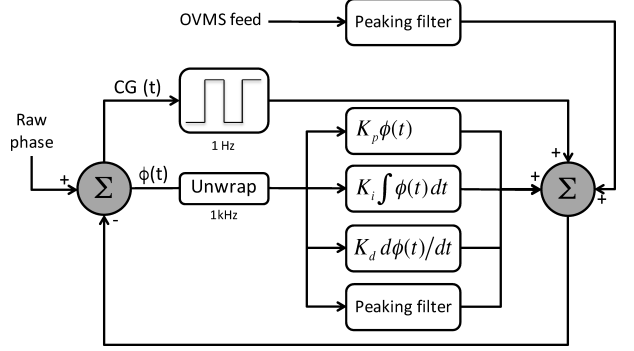 OVMS feed
Peaking filter
CG (t)
1 Hz
Raw
phase
+
Σ
-
ϕ(t)
Unwrap
1kHz
K_p ϕ(t)
K_i ∫ ϕ(t) dt
K_d dϕ(t)/dt
Peaking filter
+
+
Σ
+